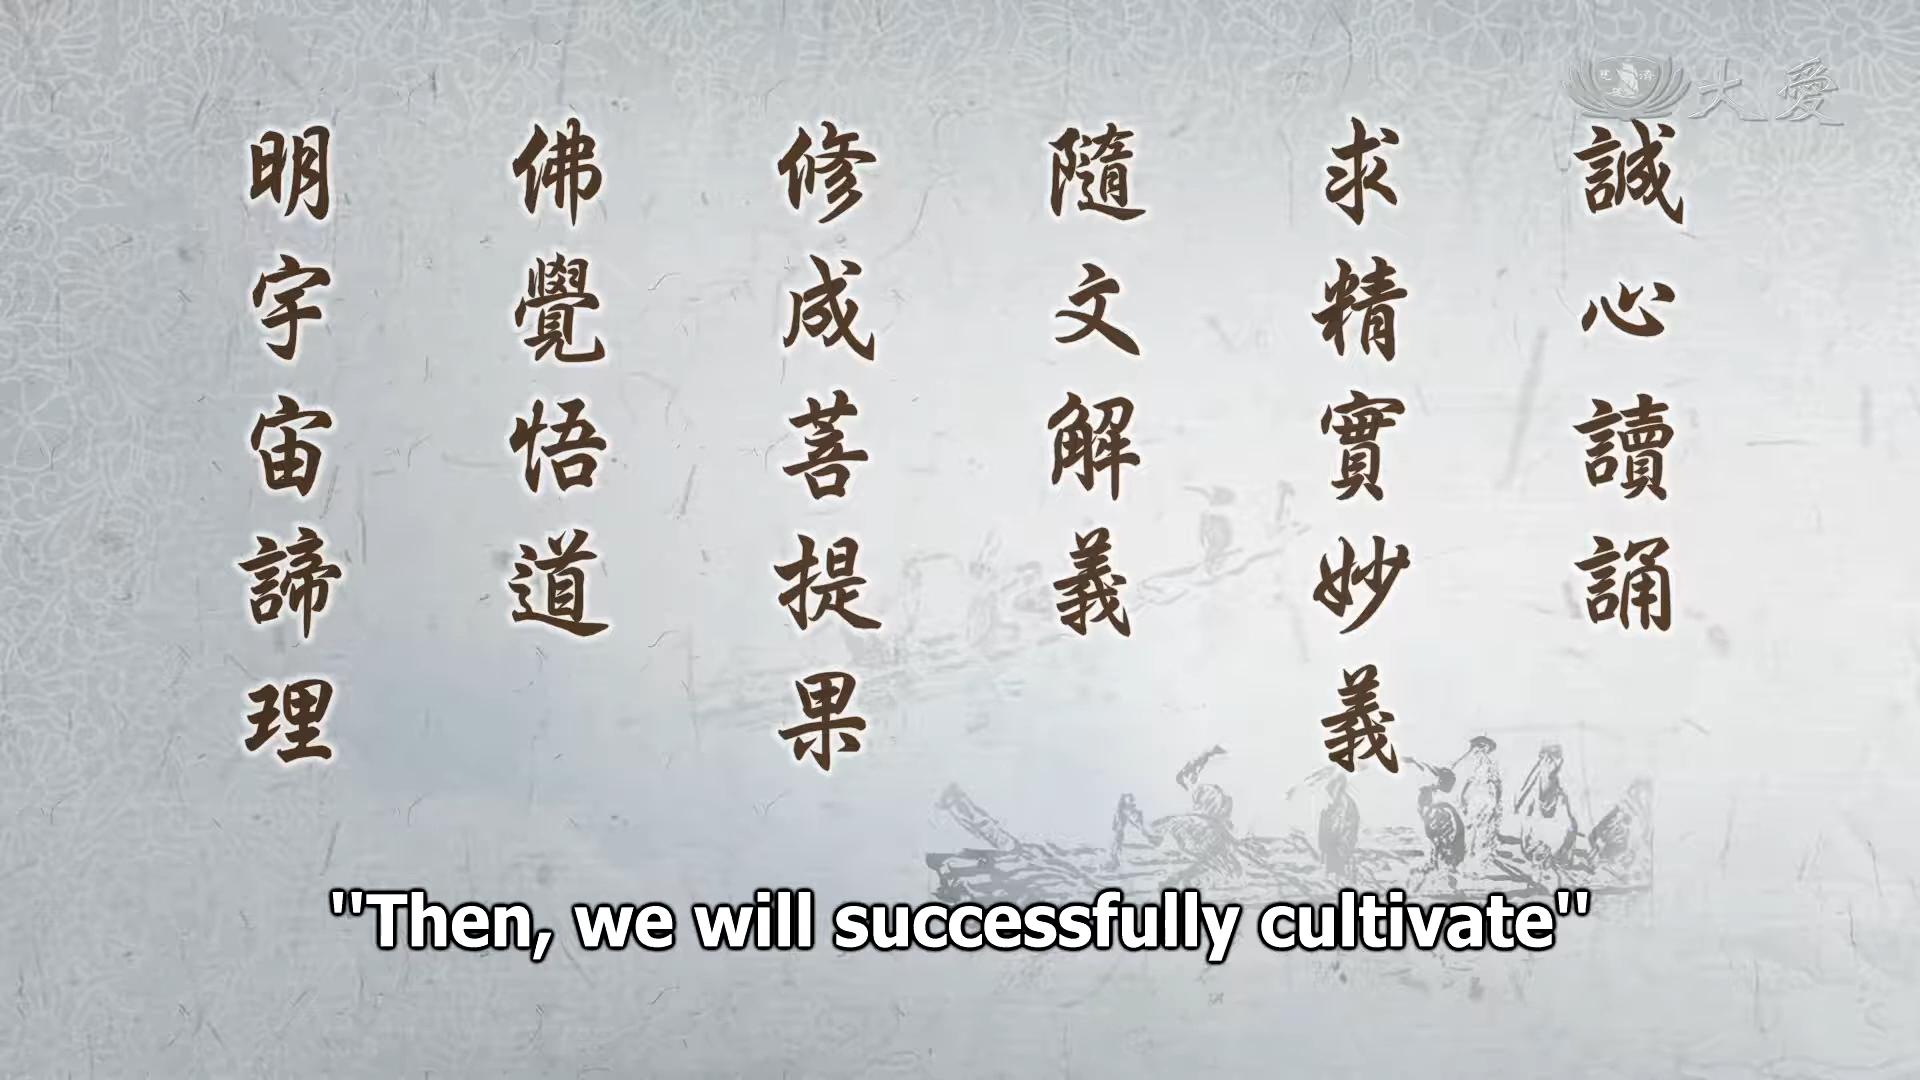 大愛
誠心讀誦
求精實妙義
隨文解義
修成菩提果
佛覺悟道
明宇宙諦理
"Then, we will successfully cultivate"